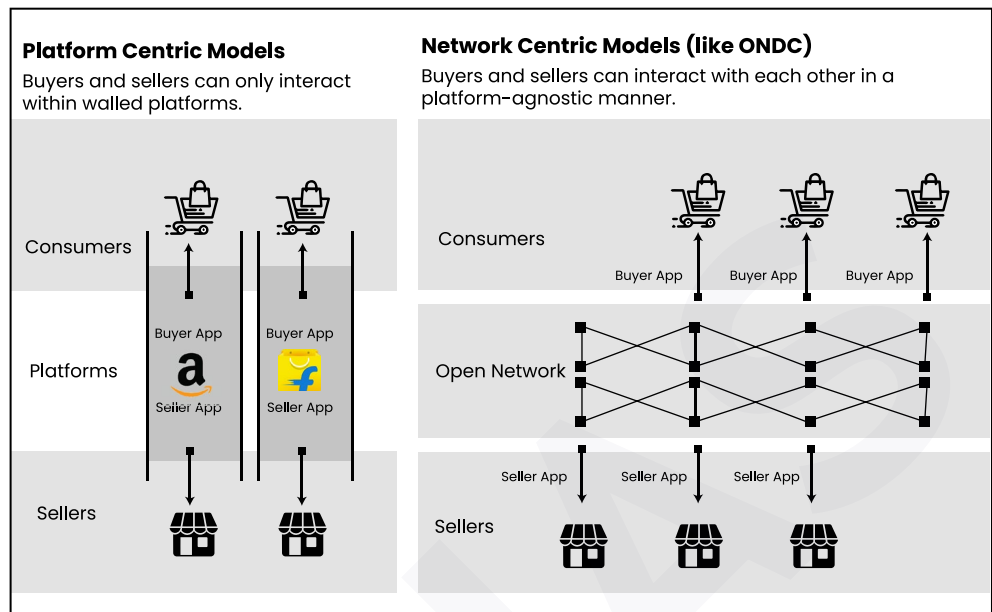 Platform Centric Models
Buyers and sellers can only interact
within walled platforms.
Consumers
Buyer App
Buyer App
Platforms
a
Seller App
Seller App
Sellers
Network Centric Models (like ONDC)
Buyers and sellers can interact with each other in a
platform-agnostic manner.
Consumers
Buyer App
Buyer App
Buyer App
Open Network
Seller App
Seller App
Seller App
Sellers
IAS